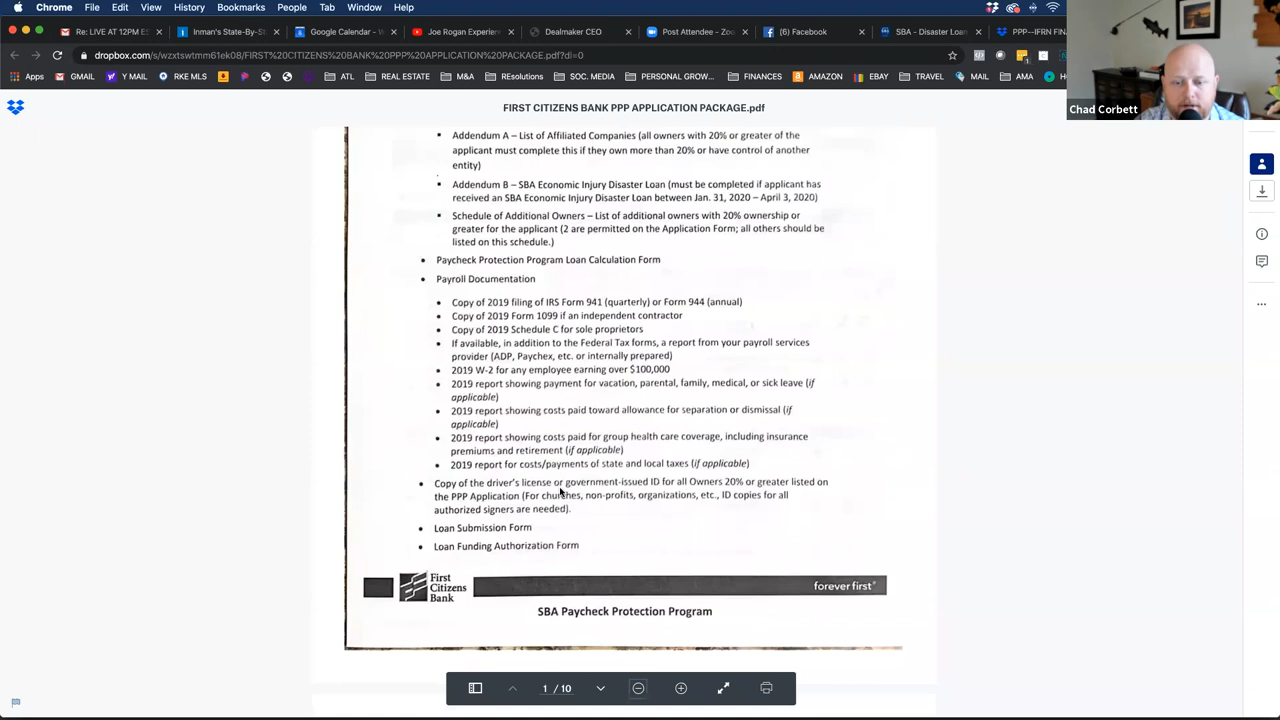 Chrome File Edit View History Bookmarks People Tab Window Help
Re: LIVE AT 12PM ES Inman's State-By-S Google Calendar - W Joe Rogan Experienc Dealmaker CEO Post Attendee - Zoom (6) Facebook SBA - Disaster Loan PPP--IFRN FIN
dropbox.com/s/wzxtswtmm61ek08/FIRST%20CITIZENS%20BANK%20PPP%20APPLICATION%20PACKAGE.pdf?dl=0
Apps GMAIL Y MAIL RKE MLS ATL REAL ESTATE M&A REsolutions SOC. MEDIA PERSONAL GROW... FINANCES AMAZON EBAY TRAVEL MAIL AMA
Chad Corbett
FIRST CITIZENS BANK PPP APPLICATION PACKAGE.pdf
▪ Addendum A – List of Affiliated Companies (all owners with 20% or greater of the
applicant must complete this if they own more than 20% or have control of another
entity)
▪ Addendum B – SBA Economic Injury Disaster Loan (must be completed if applicant has
received an SBA Economic Injury Disaster Loan between Jan. 31, 2020 – April 3, 2020)
▪ Schedule of Additional Owners – List of additional owners with 20% ownership or
greater for the applicant (2 are permitted on the Application Form; all others should be
listed on this schedule.)
• Paycheck Protection Program Loan Calculation Form
• Payroll Documentation
• Copy of 2019 filing of IRS Form 941 (quarterly) or Form 944 (annual)
• Copy of 2019 Form 1099 if an independent contractor
• Copy of 2019 Schedule C for sole proprietors
• If available, in addition to the Federal Tax forms, a report from your payroll services
provider (ADP, Paychex, etc. or internally prepared)
• 2019 W-2 for any employee earning over $100,000
• 2019 report showing payment for vacation, parental, family, medical, or sick leave (if
applicable)
• 2019 report showing costs paid toward allowance for separation or dismissal (if
applicable)
• 2019 report showing costs paid for group health care coverage, including insurance
premiums and retirement (if applicable)
• 2019 report for costs/payments of state and local taxes (if applicable)
• Copy of the driver's license or government-issued ID for all Owners 20% or greater listed on
the PPP Application (For churches, non-profits, organizations, etc., ID copies for all
authorized signers are needed).
• Loan Submission Form
• Loan Funding Authorization Form
First
Citizens
Bank
forever first®
SBA Paycheck Protection Program
1 / 10